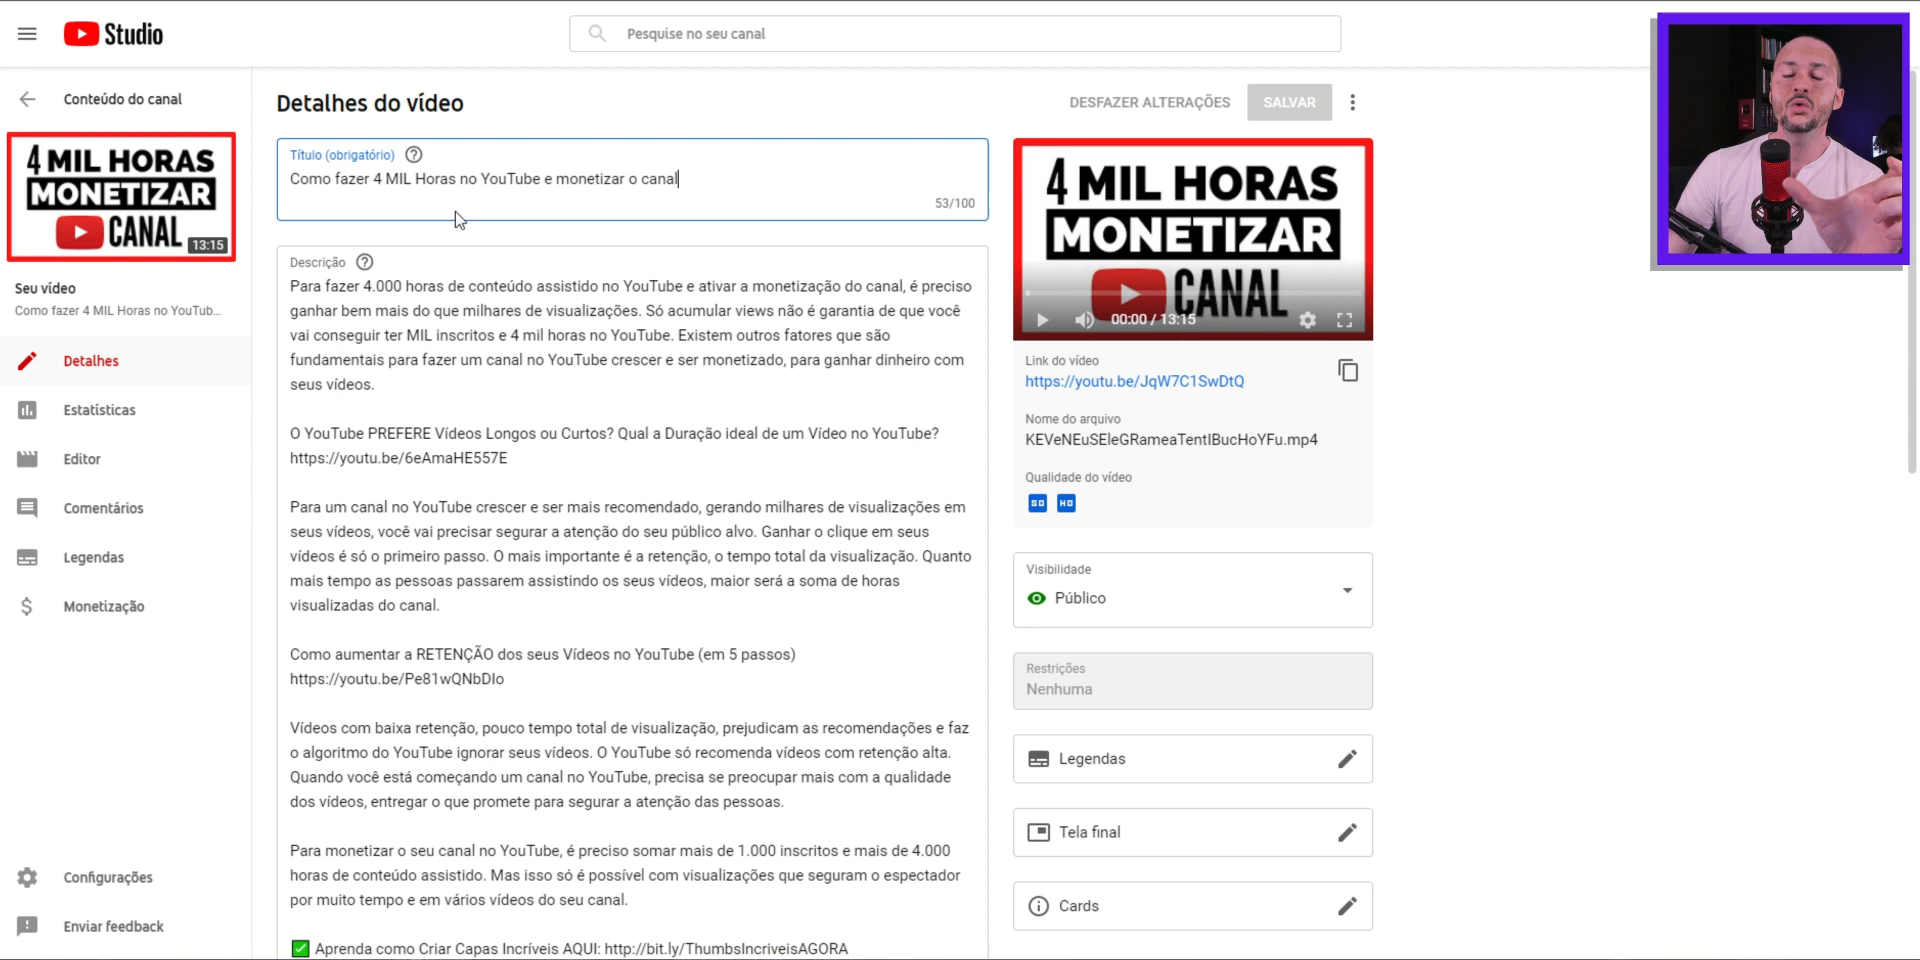 Studio
Pesquise no seu canal
Conteúdo do canal
4 MIL HORAS
MONETIZAR
CANAL
13:15
Seu vídeo
Como fazer 4 MIL Horas no YouTub...
Detalhes
Estatísticas
Editor
Comentários
Legendas
Monetização
Configurações
Enviar feedback
Detalhes do vídeo
DESFAZER ALTERAÇÕES
SALVAR
Título (obrigatório)
Como fazer 4 MIL Horas no YouTube e monetizar o canal
53/100
Descrição
Para fazer 4.000 horas de conteúdo assistido no YouTube e ativar a monetização do canal, é preciso
ganhar bem mais do que milhares de visualizações. Só acumular views não é garantia de que você
vai conseguir ter MIL inscritos e 4 mil horas no YouTube. Existem outros fatores que são
fundamentais para fazer um canal no YouTube crescer e ser monetizado, para ganhar dinheiro com
seus vídeos.
O YouTube PREFERE Vídeos Longos ou Curtos? Qual a Duração ideal de um Vídeo no YouTube?
https://youtu.be/6eAmaHE557E
Para um canal no YouTube crescer e ser mais recomendado, gerando milhares de visualizações em
seus vídeos, você vai precisar segurar a atenção do seu público alvo. Ganhar o clique em seus
vídeos é só o primeiro passo. O mais importante é a retenção, o tempo total da visualização. Quanto
mais tempo as pessoas passarem assistindo os seus vídeos, maior será a soma de horas
visualizadas do canal.
Como aumentar a RETENÇÃO dos seus Vídeos no YouTube (em 5 passos)
https://youtu.be/Pe81wQNbDIo
Vídeos com baixa retenção, pouco tempo total de visualização, prejudicam as recomendações e faz
o algoritmo do YouTube ignorar seus vídeos. O YouTube só recomenda vídeos com retenção alta.
Quando você está começando um canal no YouTube, precisa se preocupar mais com a qualidade
dos vídeos, entregar o que promete para segurar a atenção das pessoas.
Para monetizar o seu canal no YouTube, é preciso somar mais de 1.000 inscritos e mais de 4.000
horas de conteúdo assistido. Mas isso só é possível com visualizações que seguram o espectador
por muito tempo e em vários vídeos do seu canal.
✅ Aprenda como Criar Capas Incríveis AQUI: http://bit.ly/ThumbsIncriveisAGORA
4 MIL HORAS
MONETIZAR
CANAL
00:00 / 13:15
Link do vídeo
https://youtu.be/JqW7C1SwDtQ
Nome do arquivo
KEVeNEuSEleGRameaTentIBucHoYFu.mp4
Qualidade do vídeo
SD HD
Visibilidade
Público
Restrições
Nenhuma
Legendas
Tela final
Cards